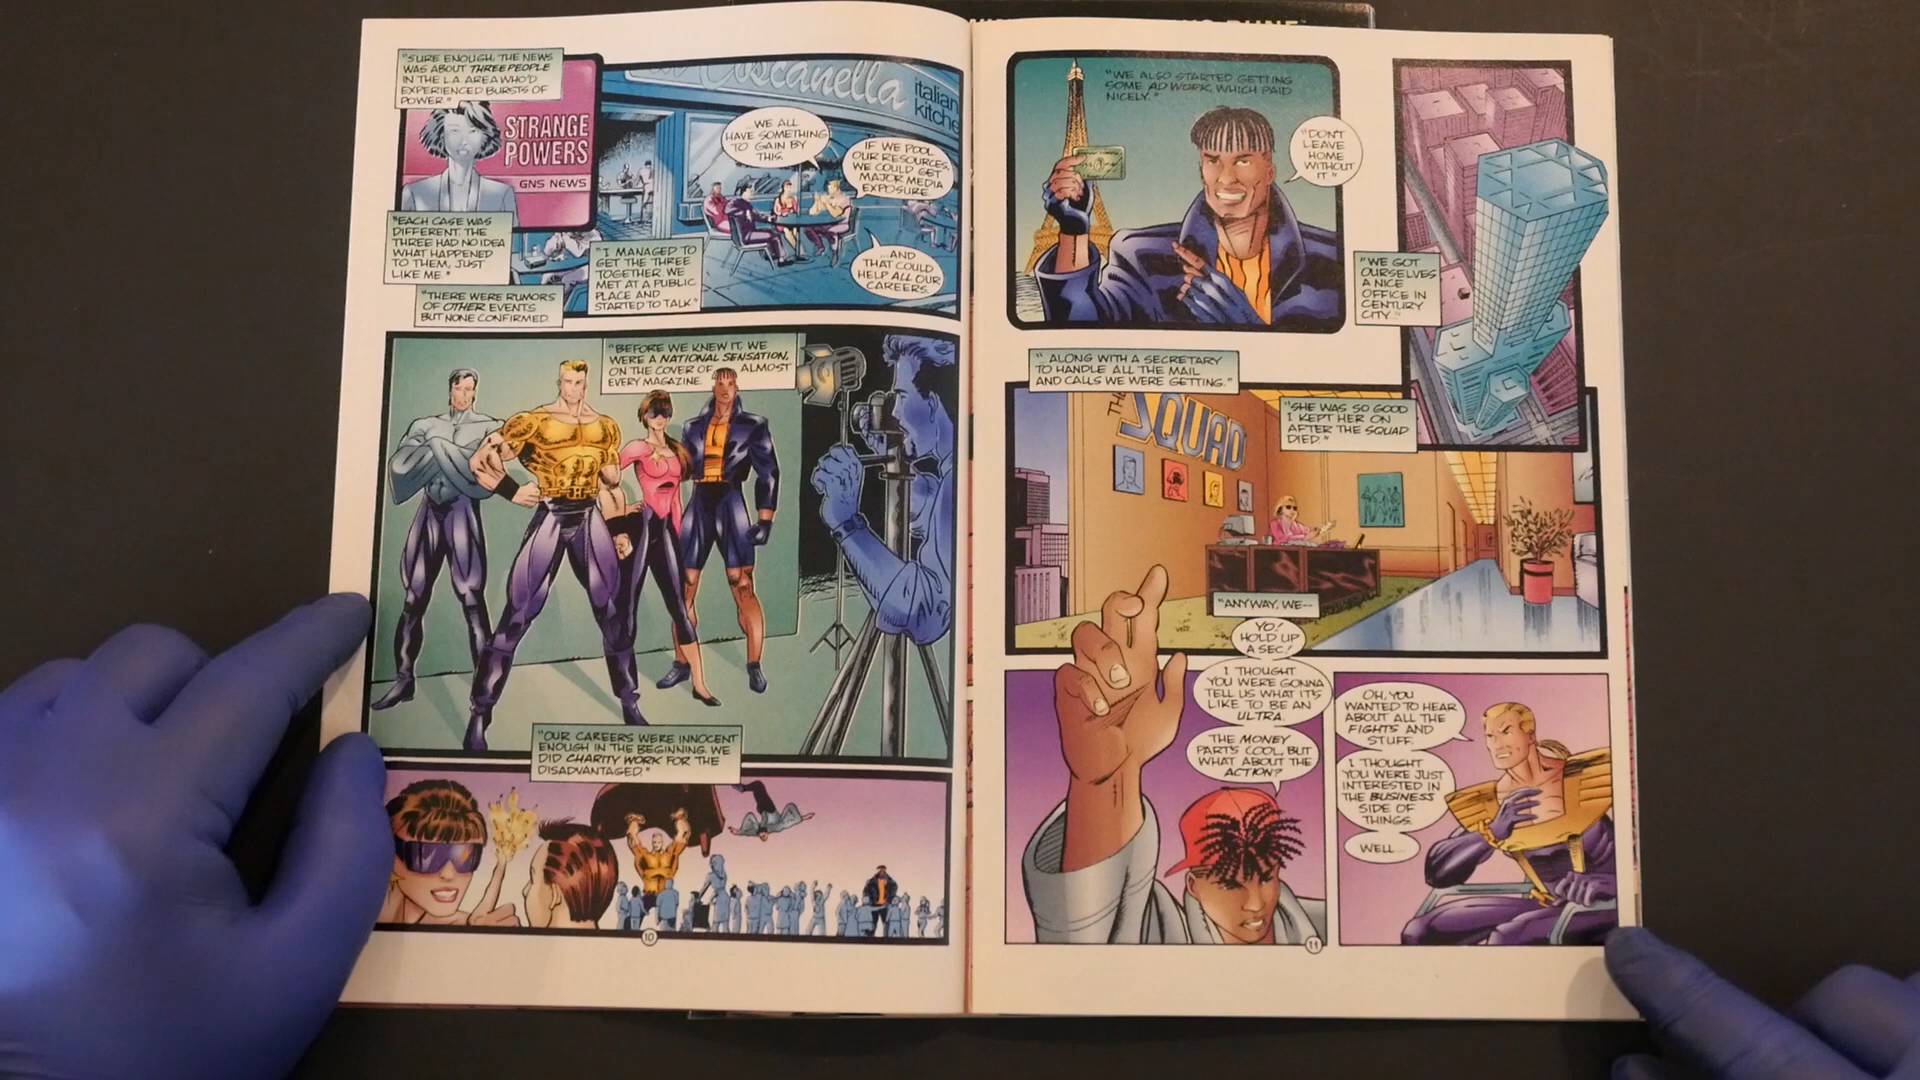 "SURE ENOUGH, THE NEWS
WAS ABOUT THREE PEOPLE
IN THE L.A. AREA WHO'D
EXPERIENCED BURSTS OF
POWER."
STRANGE
POWERS
GNS NEWS
"EACH CASE WAS
DIFFERENT. THE
THREE HAD NO IDEA
WHAT HAPPENED
TO THEM, JUST
LIKE ME."
"THERE WERE RUMORS
OF OTHER EVENTS
BUT NONE CONFIRMED.
Toscanella
italian
kitche
"I MANAGED TO
GET THE THREE
TOGETHER. WE
MET AT A PUBLIC
PLACE AND
STARTED TO TALK."
...WE ALL
HAVE SOMETHING
TO GAIN BY
THIS.
IF WE POOL
OUR RESOURCES,
WE COULD GET
MAJOR MEDIA
EXPOSURE.
...AND
THAT COULD
HELP ALL OUR
CAREERS.
"BEFORE WE KNEW IT, WE
WERE A NATIONAL SENSATION,
ON THE COVER OF ALMOST
EVERY MAGAZINE.
"OUR CAREERS WERE INNOCENT
ENOUGH IN THE BEGINNING. WE
DID CHARITY WORK FOR THE
DISADVANTAGED."
10
"WE ALSO STARTED GETTING
SOME AD WORK, WHICH PAID
NICELY."
"DON'T
LEAVE
HOME
WITHOUT
IT."
"WE GOT
OURSELVES
A NICE
OFFICE IN
CENTURY
CITY..."
"...ALONG WITH A SECRETARY
TO HANDLE ALL THE MAIL
AND CALLS WE WERE GETTING."
"SHE WAS SO GOOD
I KEPT HER ON
AFTER THE SQUAD
DIED."
THE
SQUAD
"ANYWAY, WE--
YO!
HOLD UP
A SEC!
I THOUGHT
YOU WERE GONNA
TELL US WHAT IT'S
LIKE TO BE AN
ULTRA.
THE MONEY
PART'S COOL, BUT
WHAT ABOUT THE
ACTION?
OH, YOU
WANTED TO HEAR
ABOUT ALL THE
FIGHTS AND
STUFF.
I THOUGHT
YOU WERE JUST
INTERESTED IN
THE BUSINESS
SIDE OF
THINGS.
WELL...
11